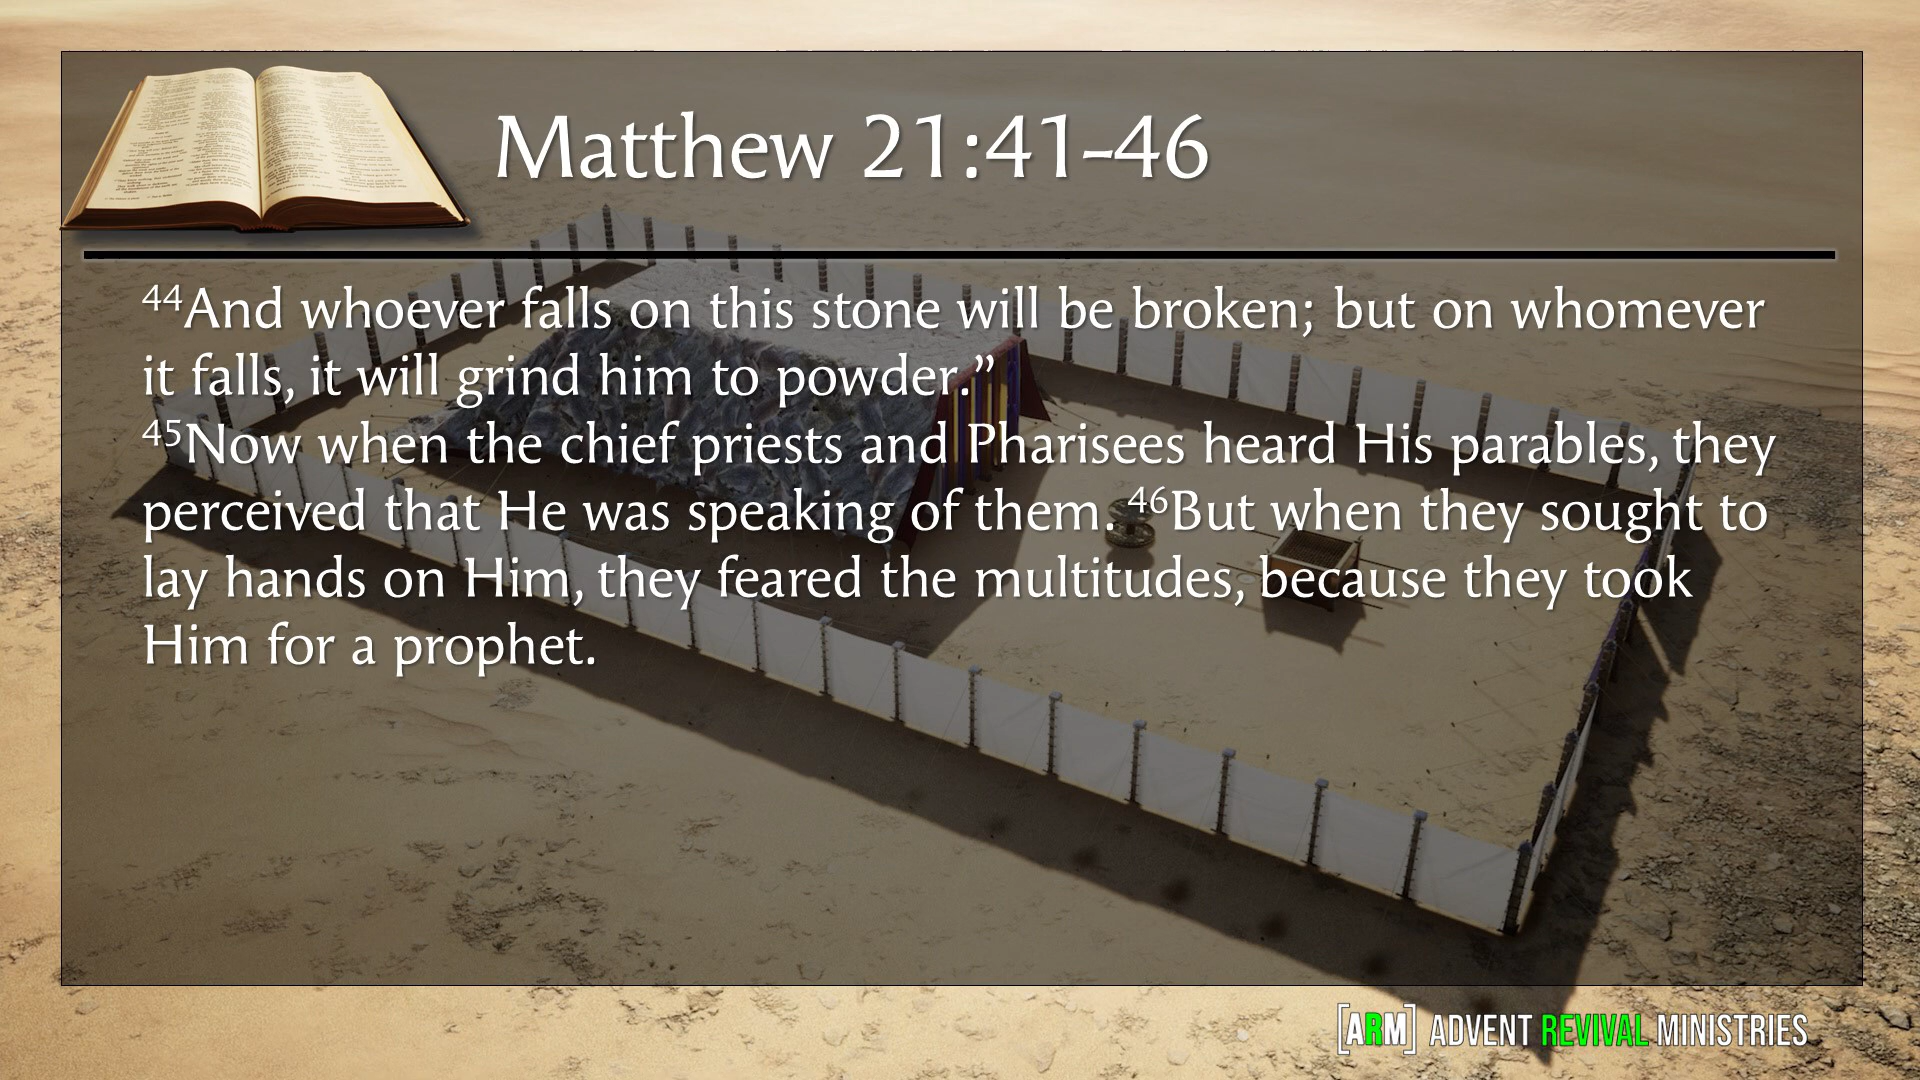 Matthew 21:41-46
44And whoever falls on this stone will be broken; but on whomever
it falls, it will grind him to powder.”
45Now when the chief priests and Pharisees heard His parables, they
perceived that He was speaking of them. 46But when they sought to
lay hands on Him, they feared the multitudes, because they took
Him for a prophet.
[ARM] ADVENT REVIVAL MINISTRIES